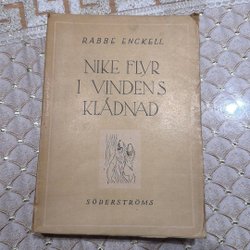 RABBE ENCKELL
NIKE FLYR
I VINDENS
KLÄDNAD
SÖDERSTRÖMS